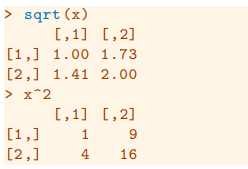 > sqrt(x)
     [,1] [,2]
[1,] 1.00 1.73
[2,] 1.41 2.00
> x^2
     [,1] [,2]
[1,]    1    9
[2,]    4   16